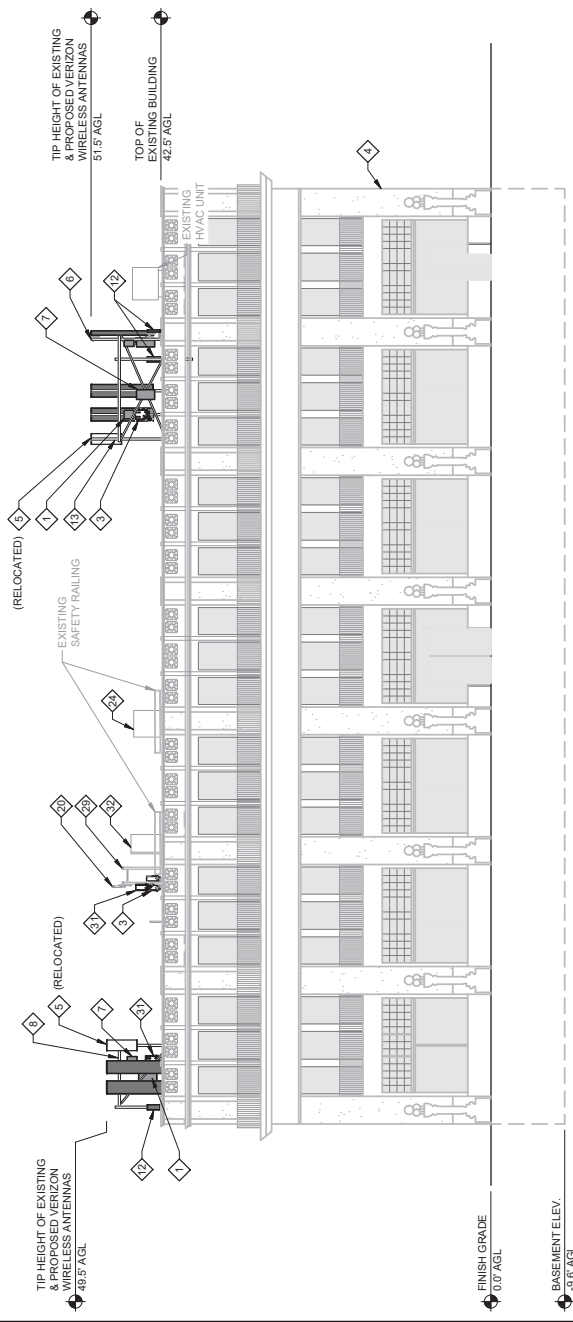 TIP HEIGHT OF EXISTING
& PROPOSED VERIZON
WIRELESS ANTENNAS
49.5' AGL
12
8
5
(RELOCATED)
7
31
1
31
3
20
29
32
24
EXISTING
SAFETY RAILING
(RELOCATED)
5
1
13
3
7
6
12
TIP HEIGHT OF EXISTING
& PROPOSED VERIZON
WIRELESS ANTENNAS
51.5' AGL
TOP OF
EXISTING BUILDING
42.5' AGL
EXISTING
HVAC UNIT
4
FINISH GRADE
0.0' AGL
BASEMENT ELEV.
-9.6' AGL